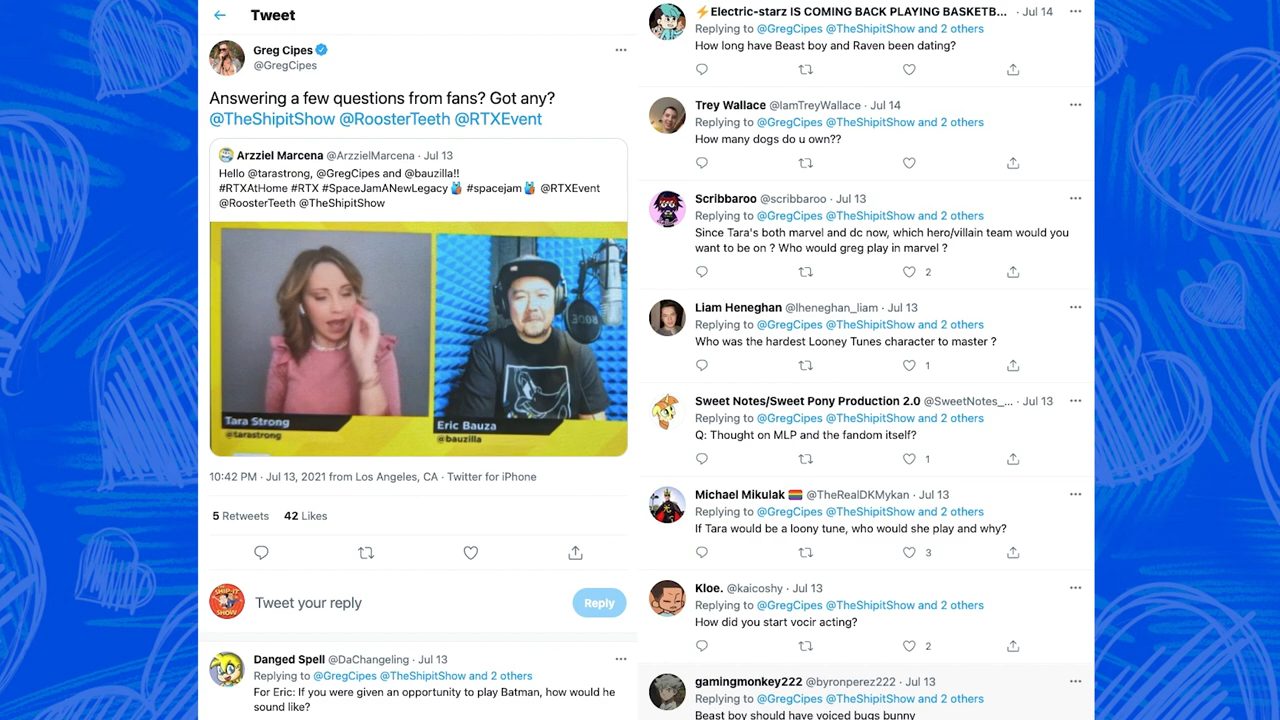 Tweet
Greg Cipes
@GregCipes
Answering a few questions from fans? Got any?
@TheShipitShow @RoosterTeeth @RTXEvent
Arzziel Marcena @ArzzielMarcena · Jul 13
Hello @tarastrong, @GregCipes and @bauzilla!!
#RTXAtHome #RTX #SpaceJamANewLegacy #spacejam @RTXEvent
@RoosterTeeth @TheShipitShow
Tara Strong
@tarastrong
Eric Bauza
@bauzilla
10:42 PM · Jul 13, 2021 from Los Angeles, CA · Twitter for iPhone
5 Retweets 42 Likes
SHIP-IT
SHOW
Tweet your reply
Reply
Danged Spell @DaChangeling · Jul 13
Replying to @GregCipes @TheShipitShow and 2 others
For Eric: If you were given an opportunity to play Batman, how would he
sound like?
⚡Electric-starz IS COMING BACK PLAYING BASKETB... · Jul 14
Replying to @GregCipes @TheShipitShow and 2 others
How long have Beast boy and Raven been dating?
Trey Wallace @IamTreyWallace · Jul 14
Replying to @GregCipes @TheShipitShow and 2 others
How many dogs do u own??
Scribbaroo @scribbaroo · Jul 13
Replying to @GregCipes @TheShipitShow and 2 others
Since Tara's both marvel and dc now, which hero/villain team would you
want to be on ? Who would greg play in marvel ?
2
Liam Heneghan @lheneghan_liam · Jul 13
Replying to @GregCipes @TheShipitShow and 2 others
Who was the hardest Looney Tunes character to master ?
1
Sweet Notes/Sweet Pony Production 2.0 @SweetNotes_... · Jul 13
Replying to @GregCipes @TheShipitShow and 2 others
Q: Thought on MLP and the fandom itself?
1
Michael Mikulak 🏳️‍🌈 @TheRealDKMykan · Jul 13
Replying to @GregCipes @TheShipitShow and 2 others
If Tara would be a loony tune, who would she play and why?
3
Kloe. @kaicoshy · Jul 13
Replying to @GregCipes @TheShipitShow and 2 others
How did you start vocir acting?
2
gamingmonkey222 @byronperez222 · Jul 13
Replying to @GregCipes @TheShipitShow and 2 others
Beast boy should have voiced bugs bunny